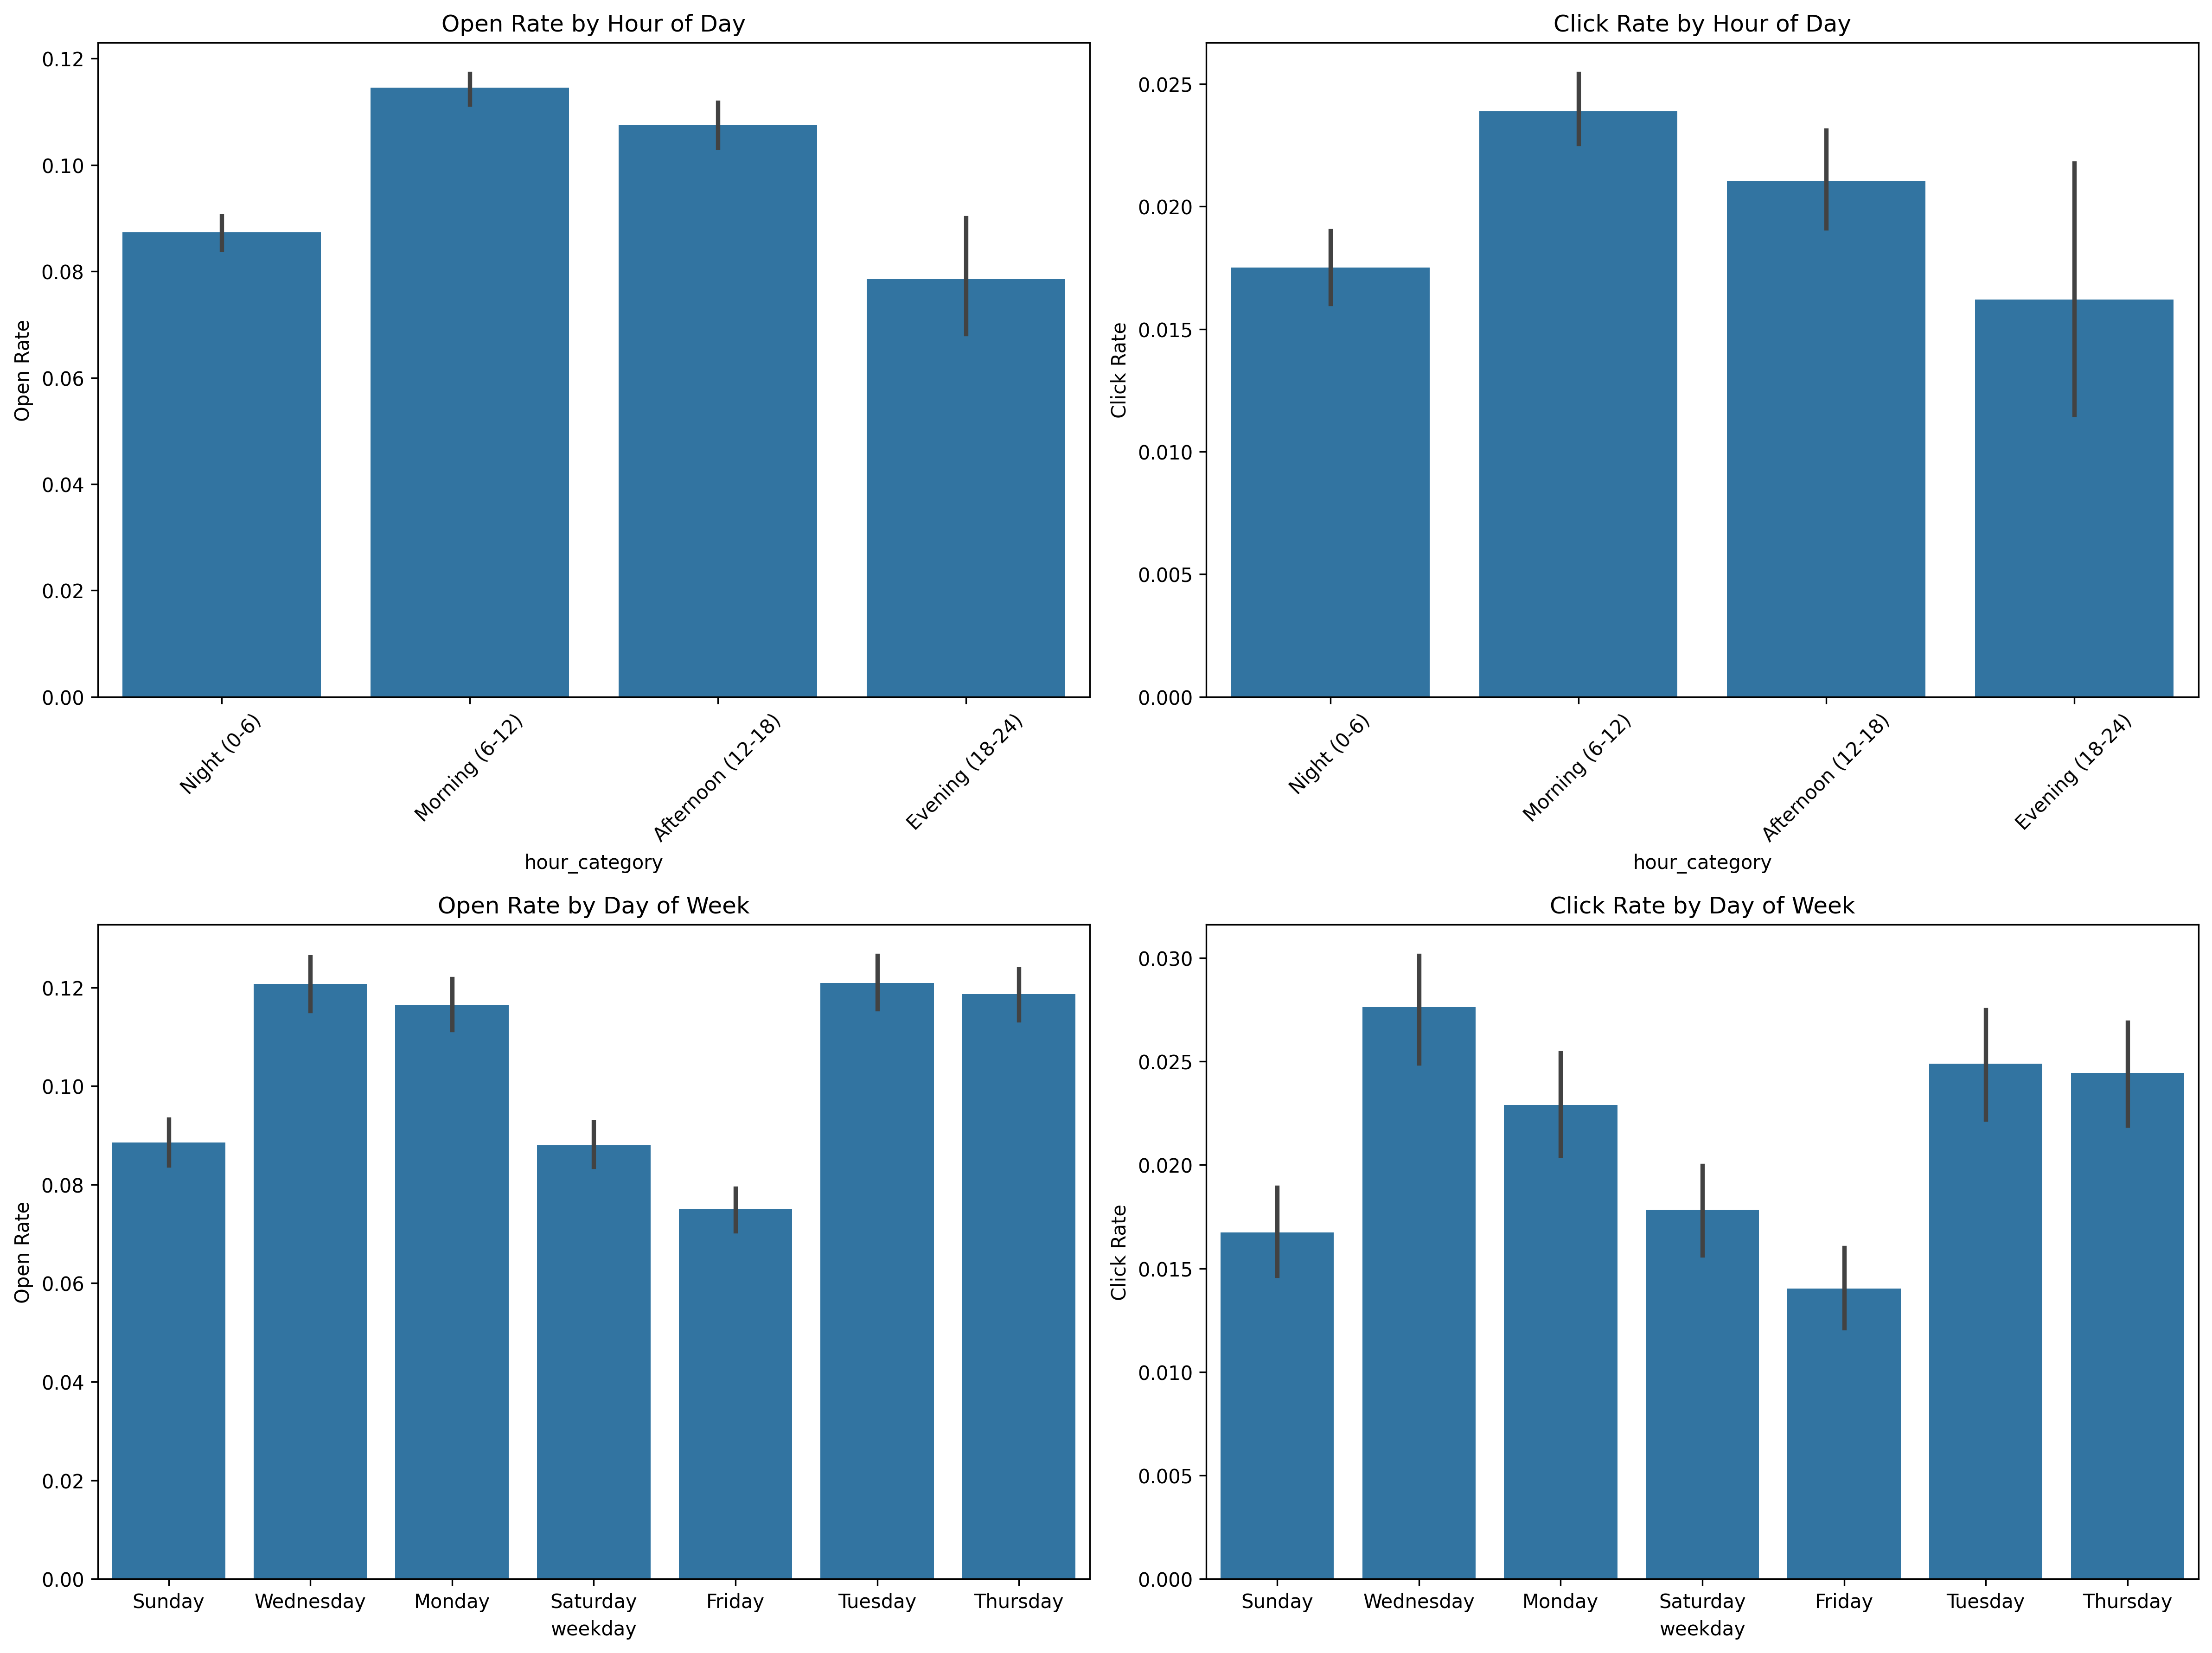 Open Rate by Hour of Day
Open Rate
0.12
0.10
0.08
0.06
0.04
0.02
0.00
Night (0-6)
Morning (6-12)
Afternoon (12-18)
Evening (18-24)
hour_category
Click Rate by Hour of Day
Click Rate
0.025
0.020
0.015
0.010
0.005
0.000
Night (0-6)
Morning (6-12)
Afternoon (12-18)
Evening (18-24)
hour_category
Open Rate by Day of Week
Open Rate
0.12
0.10
0.08
0.06
0.04
0.02
0.00
Sunday
Wednesday
Monday
Saturday
Friday
Tuesday
Thursday
weekday
Click Rate by Day of Week
Click Rate
0.030
0.025
0.020
0.015
0.010
0.005
0.000
Sunday
Wednesday
Monday
Saturday
Friday
Tuesday
Thursday
weekday